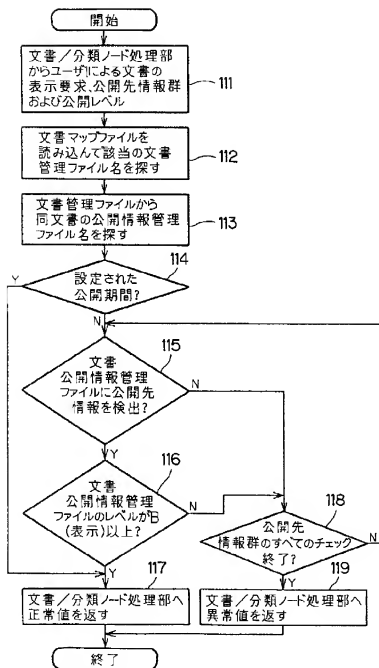 開始
文書／分類ノード処理部
からユーザIによる文書の
表示要求、公開先情報群
および公開レベル
111
文書マップファイルを
読み込んて該当の文書
管理ファイル名を探す
112
文書管理ファイルから
同文書の公開情報管理
ファイル名を探す
113
114
設定された
公開期間?
Y
N
115
文書
公開情報管理
ファイルに公開先
情報を検出?
N
Y
116
文書
公開情報管理
ファイルのレベルがB
(表示)以上?
N
Y
118
公開先
情報群のすべてのチェック
終了?
N
Y
117
文書／分類ノード処理部へ
正常値を返す
119
文書／分類ノード処理部へ
異常値を返す
終了